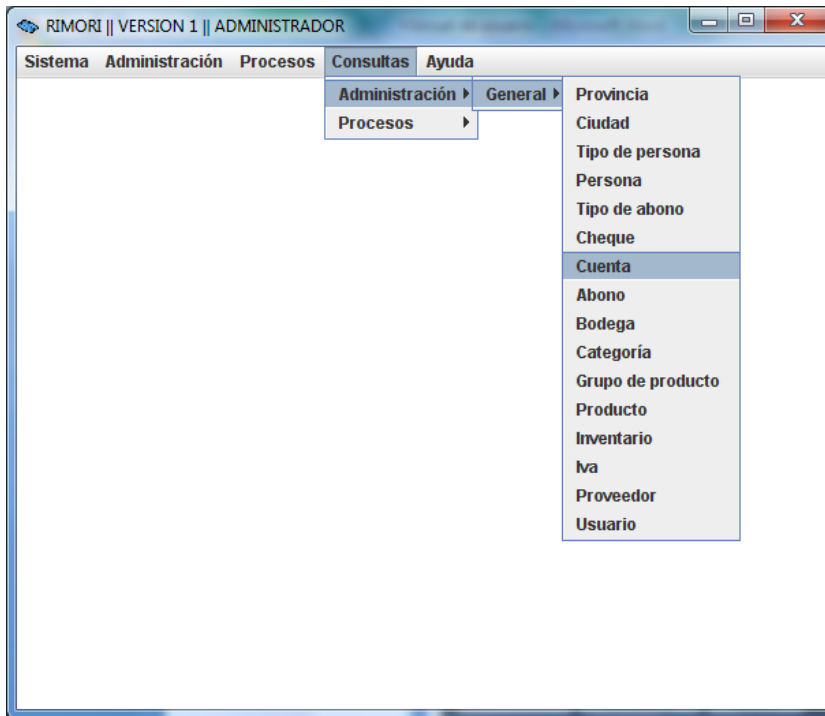 RIMORI || VERSION 1 || ADMINISTRADOR
Sistema Administración Procesos Consultas Ayuda
Administración General Provincia
Procesos Ciudad
Tipo de persona
Persona
Tipo de abono
Cheque
Cuenta
Abono
Bodega
Categoría
Grupo de producto
Producto
Inventario
Iva
Proveedor
Usuario